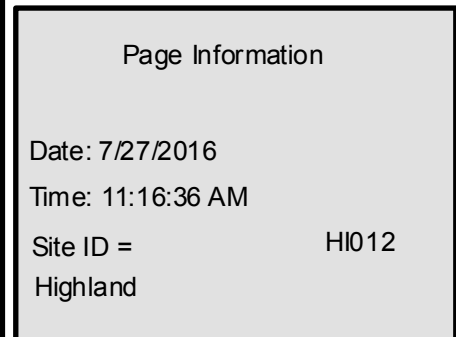 Page Information
Date: 7/27/2016
Time: 11:16:36 AM
Site ID = HI012
Highland